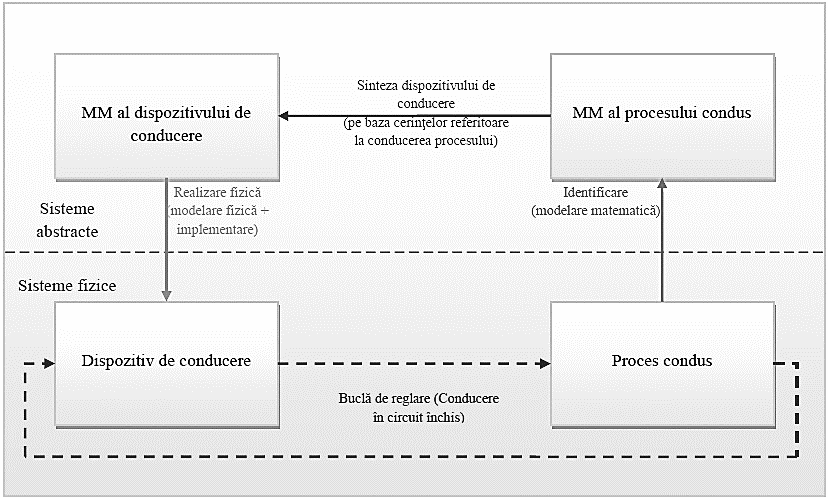 MM al dispozitivului de
conducere
Sinteza dispozitivului de
conducere
(pe baza cerințelor referitoare
la conducerea procesului)
MM al procesului condus
Realizare fizică
(modelare fizică +
implementare)
Identificare
(modelare matematică)
Sisteme
abstracte
Sisteme fizice
Dispozitiv de conducere
Proces condus
Buclă de reglare (Conducere
în circuit închis)